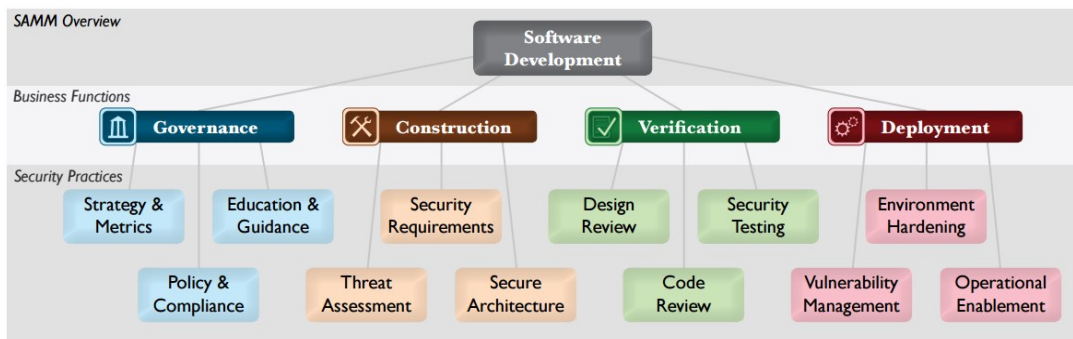 SAMM Overview
Software
Development
Business Functions
Governance
Construction
Verification
Deployment
Security Practices
Strategy &
Metrics
Education &
Guidance
Security
Requirements
Design
Review
Security
Testing
Environment
Hardening
Policy &
Compliance
Threat
Assessment
Secure
Architecture
Code
Review
Vulnerability
Management
Operational
Enablement